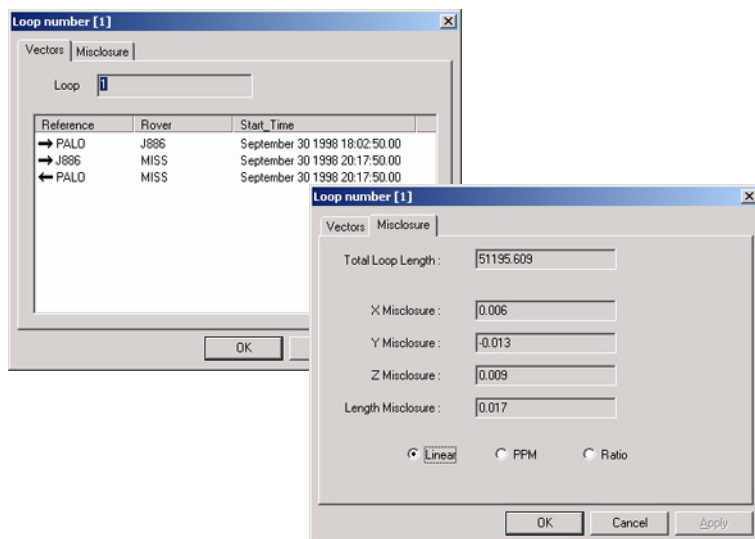 Loop number [1]
Vectors Misclosure
Loop 1
Reference Rover Start_Time
PALO J886 September 30 1998 18:02:50.00
J886 MISS September 30 1998 20:17:50.00
PALO MISS September 30 1998 20:17:50.00
OK
Loop number [1]
Vectors Misclosure
Total Loop Length : 51195.609
X Misclosure : 0.006
Y Misclosure : -0.013
Z Misclosure : 0.009
Length Misclosure : 0.017
Linear PPM Ratio
OK Cancel Apply